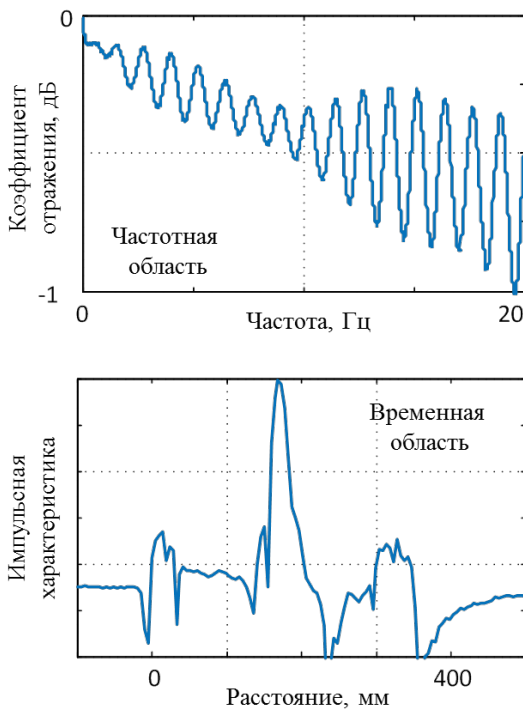 0
Коэффициент
отражения, дБ
Частотная
область
-1
0
20
Частота, Гц
Временная
область
Импульсная
характеристика
0
400
Расстояние, мм